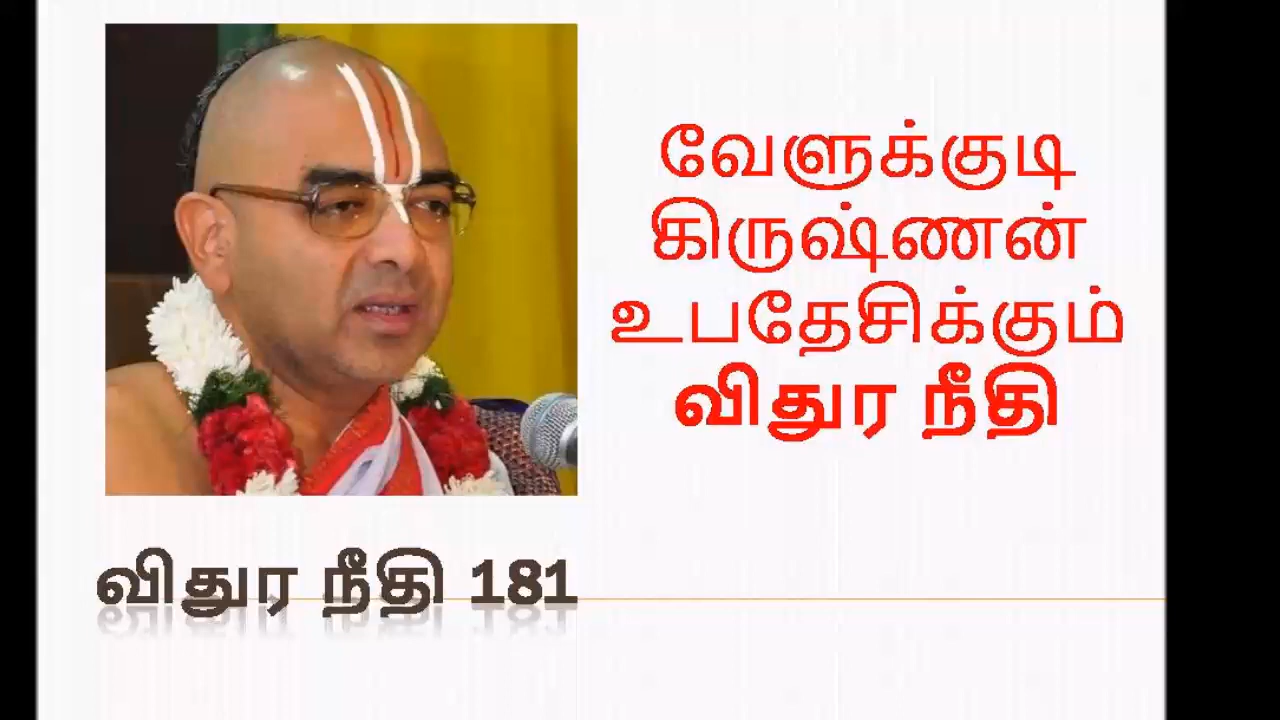 வேளுக்குடி
கிருஷ்ணன்
உபதேசிக்கும்
விதுர நீதி
விதுர நீதி 181